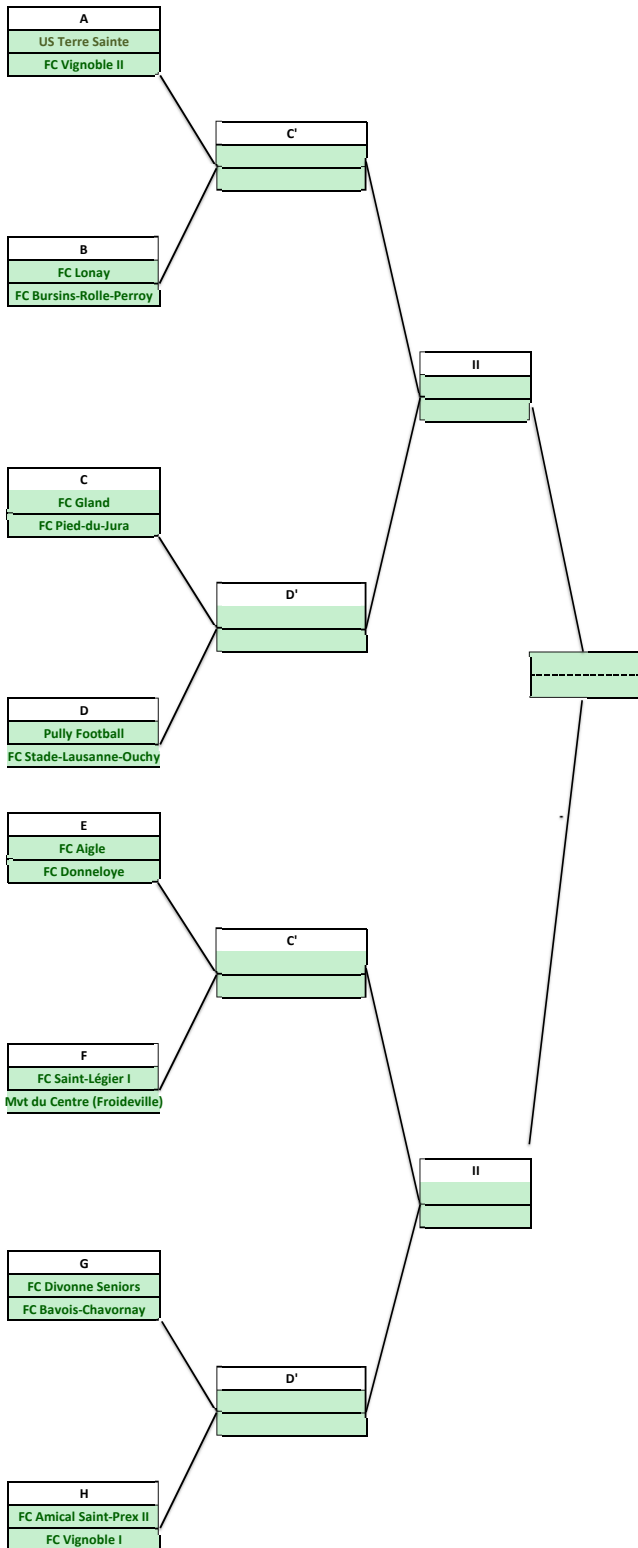 A
US Terre Sainte
FC Vignoble II
C'
B
FC Lonay
FC Bursins-Rolle-Perroy
II
C
FC Gland
FC Pied-du-Jura
D'
D
Pully Football
FC Stade-Lausanne-Ouchy
E
FC Aigle
FC Donneloye
C'
F
FC Saint-Légier I
Mvt du Centre (Froideville)
II
G
FC Divonne Seniors
FC Bavois-Chavornay
D'
H
FC Amical Saint-Prex II
FC Vignoble I